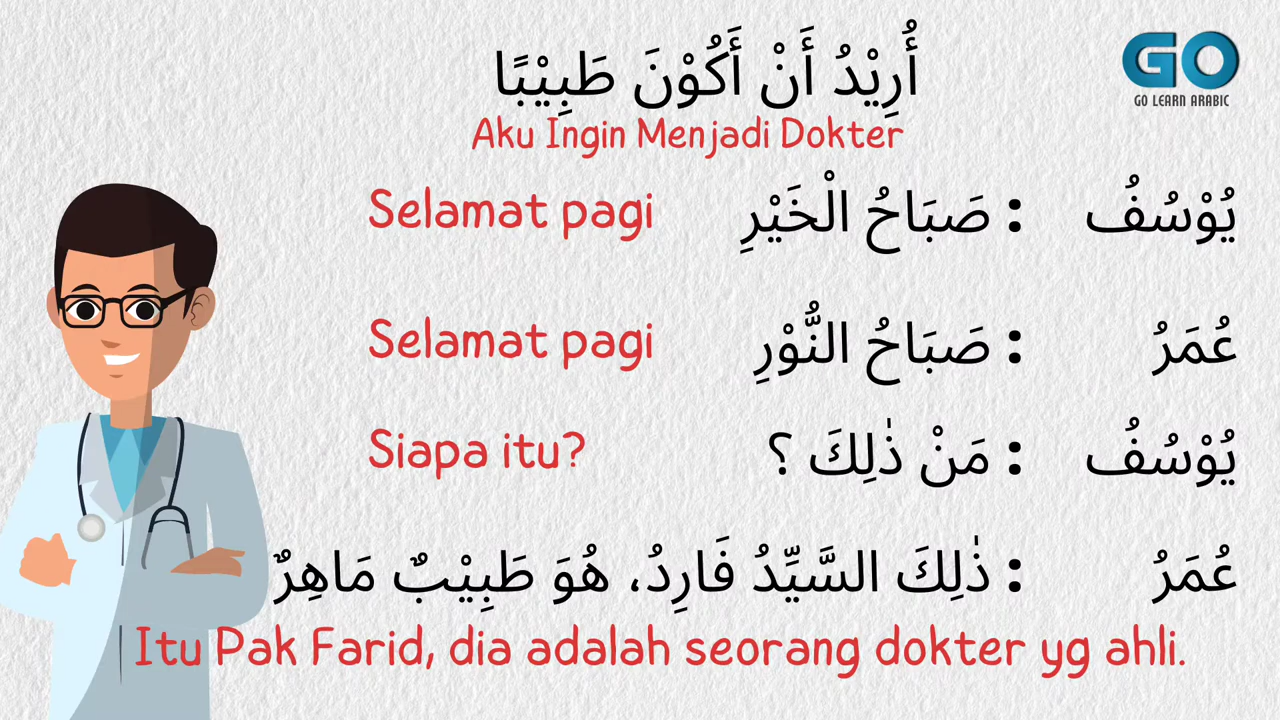 أُرِيْدُ أَنْ أَكُوْنَ طَبِيْبًا
GO
GO LEARN ARABIC
Aku Ingin Menjadi Dokter
يُوْسُفُ : صَبَاحُ الْخَيْرِ Selamat pagi
عُمَرُ : صَبَاحُ النُّوْرِ Selamat pagi
يُوْسُفُ : مَنْ ذٰلِكَ ؟ Siapa itu?
عُمَرُ : ذٰلِكَ السَّيِّدُ فَارِدُ، هُوَ طَبِيْبٌ مَاهِرٌ
Itu Pak Farid, dia adalah seorang dokter yg ahli.